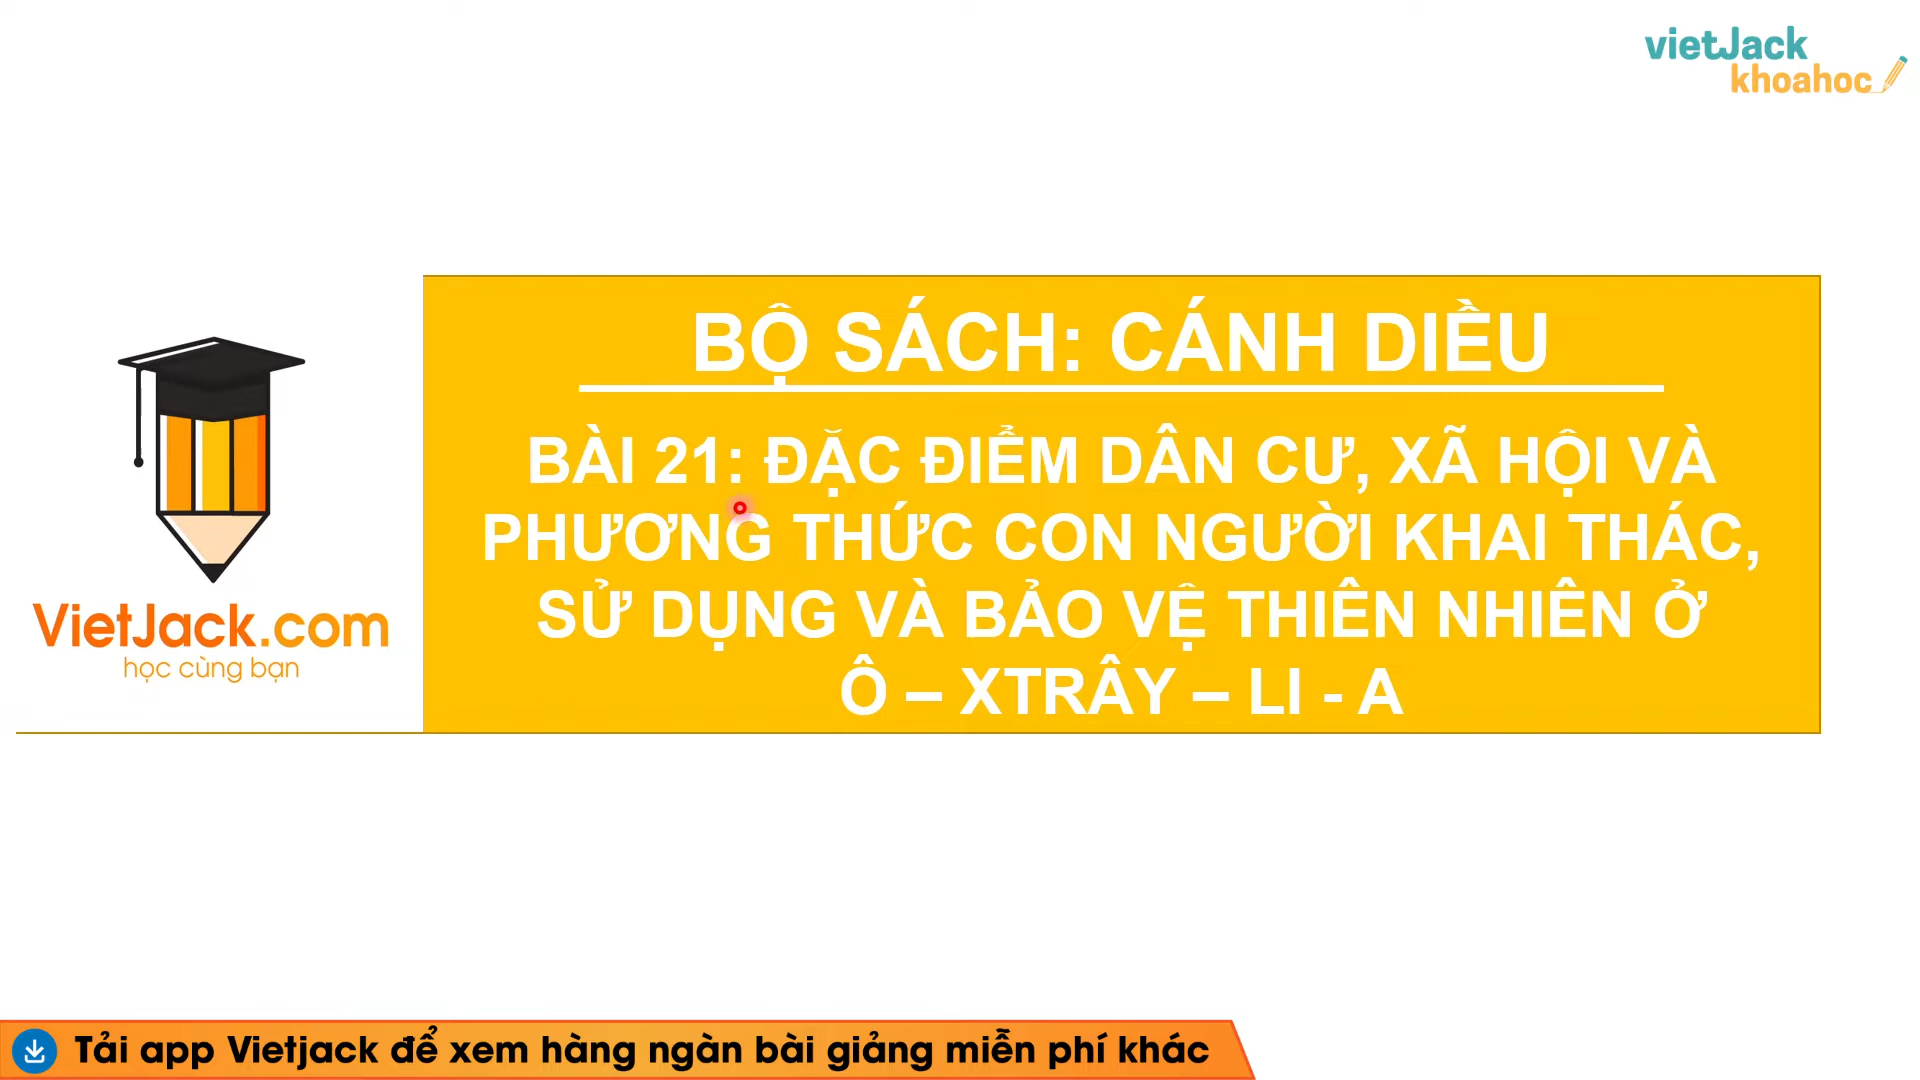 vietJack
khoahoc
BỘ SÁCH: CÁNH DIỀU
BÀI 21: ĐẶC ĐIỂM DÂN CƯ, XÃ HỘI VÀ
PHƯƠNG THỨC CON NGƯỜI KHAI THÁC,
SỬ DỤNG VÀ BẢO VỆ THIÊN NHIÊN Ở
Ô – XTRÂY – LI - A
VietJack.com
học cùng bạn
Tải app Vietjack để xem hàng ngàn bài giảng miễn phí khác